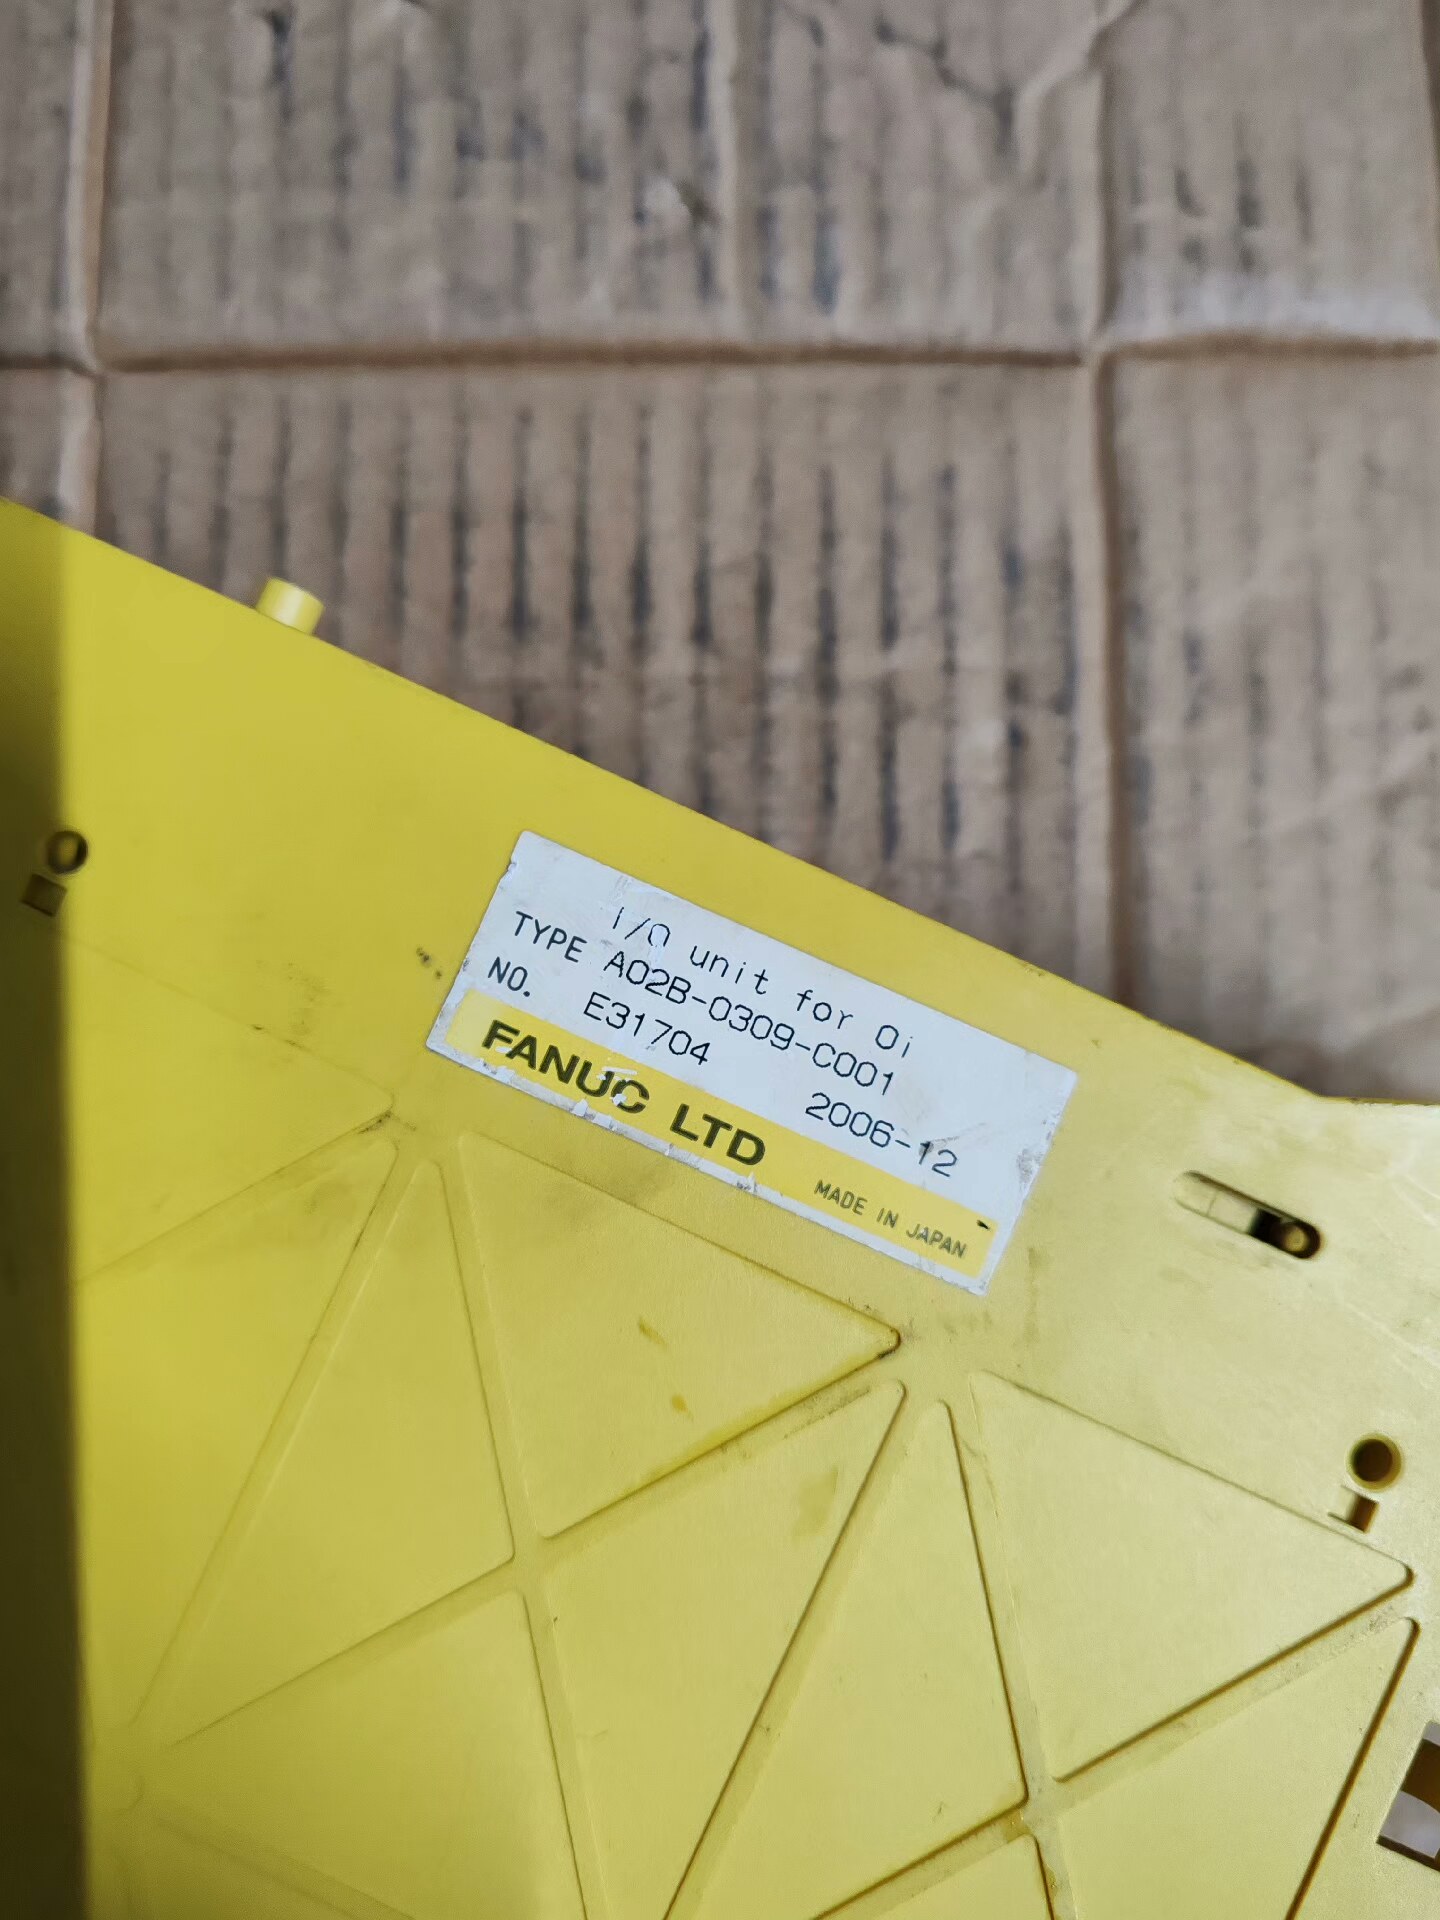 i/O unit for 0i
TYPE A02B-0309-C001
NO. E31704 2006-12
FANUC LTD MADE IN JAPAN